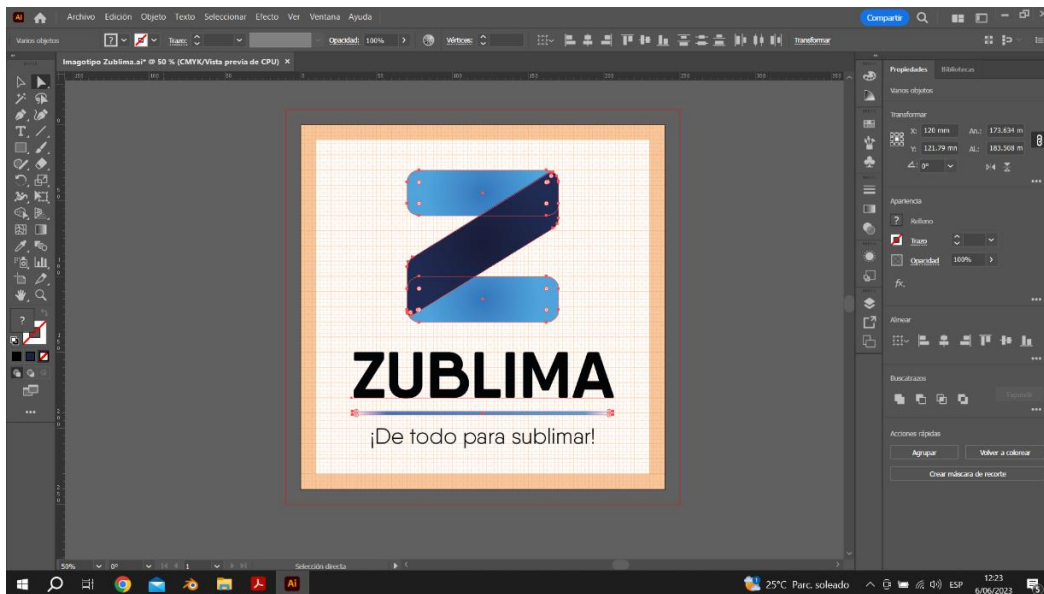 Archivo Edición Objeto Texto Seleccionar Efecto Ver Ventana Ayuda
Compartir
Varios objetos
Trazo:
Opacidad: 100%
Vértices:
Transformar
Imagotipo Zublima.ai* @ 50 % (CMYK/Vista previa de CPU) ×
Propiedades Bibliotecas
Varios objetos
Transformar
X: 120 mm An.: 173.634 m
Y: 121.79 mm AL: 183.508 m
0°
Apariencia
? Relleno
Trazo
Opacidad 100%
fx.
Alinear
Buscatrazos
Acciones rápidas
Agrupar Volver a colorear
Crear máscara de recorte
ZUBLIMA
¡De todo para sublimar!
50% 0° 1 Selección directa
25°C Parc. soleado ESP 12:23
6/06/2023